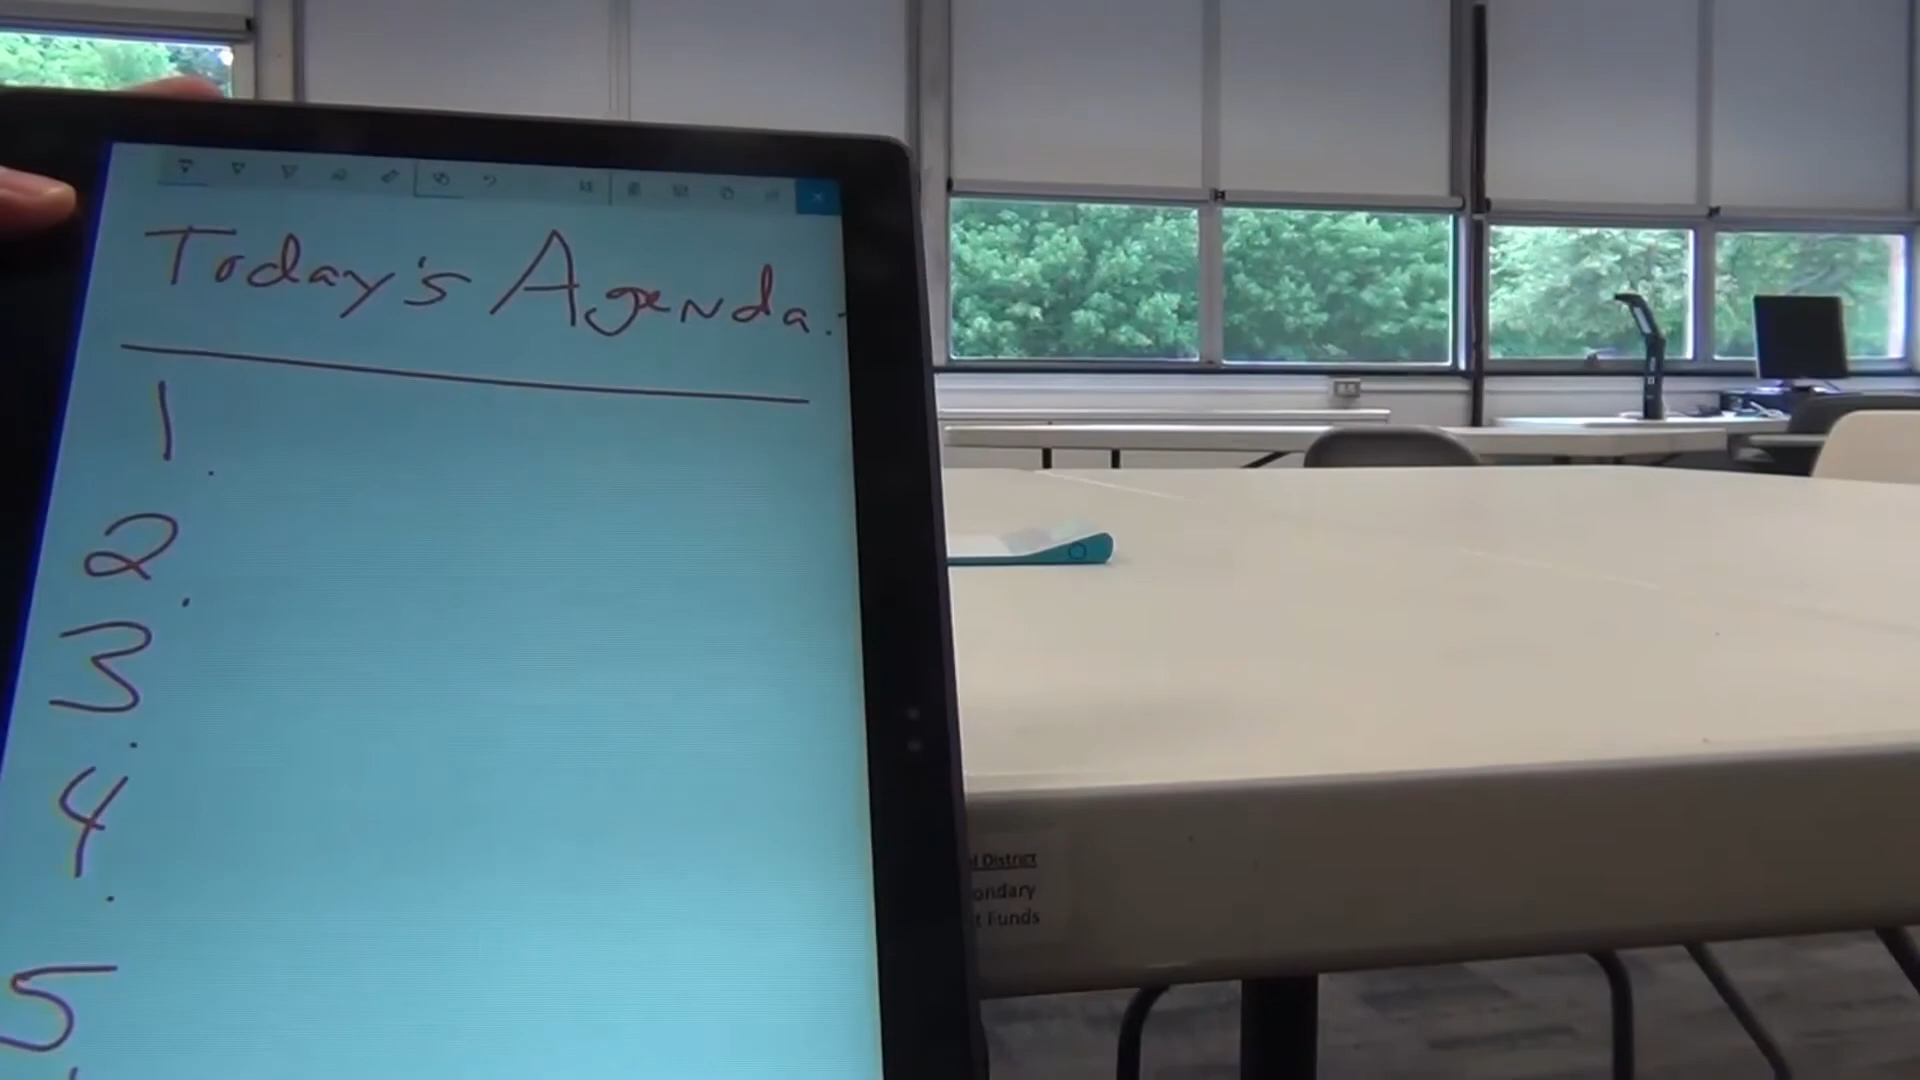 Today's Agenda:
1.
2.
3.
4.
5
District
ondary
t Funds